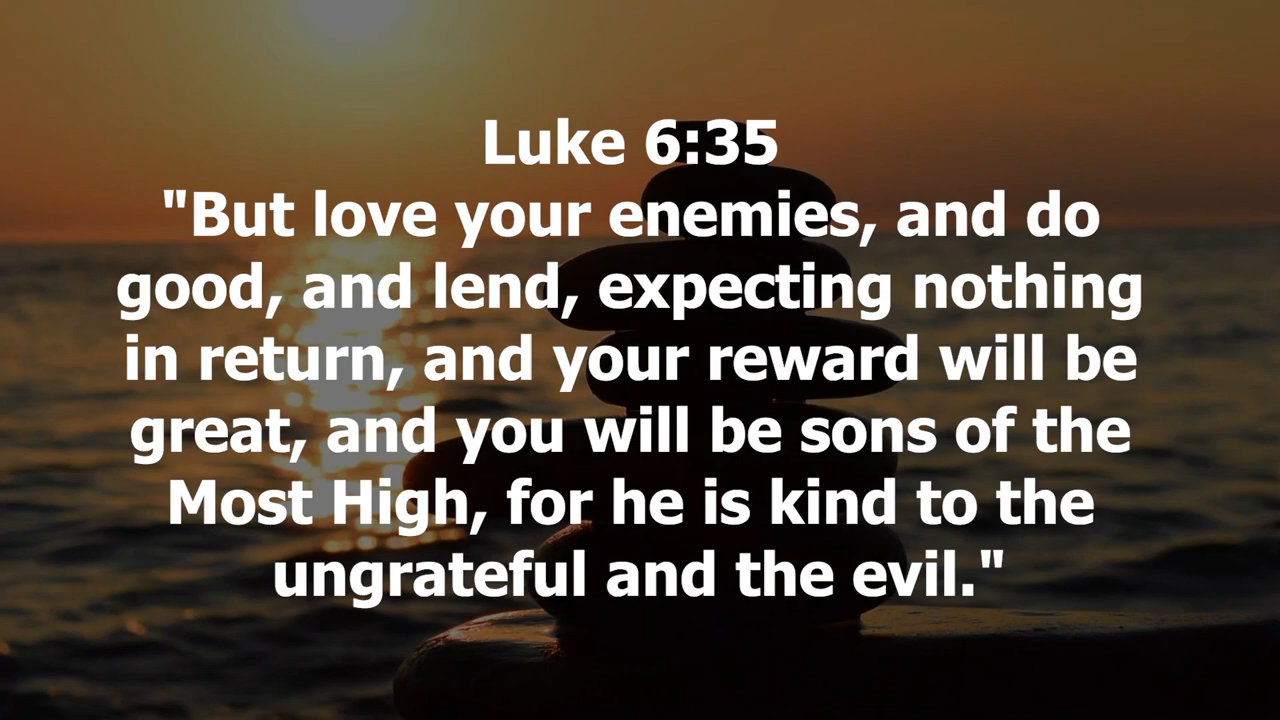 Luke 6:35
"But love your enemies, and do
good, and lend, expecting nothing
in return, and your reward will be
great, and you will be sons of the
Most High, for he is kind to the
ungrateful and the evil."